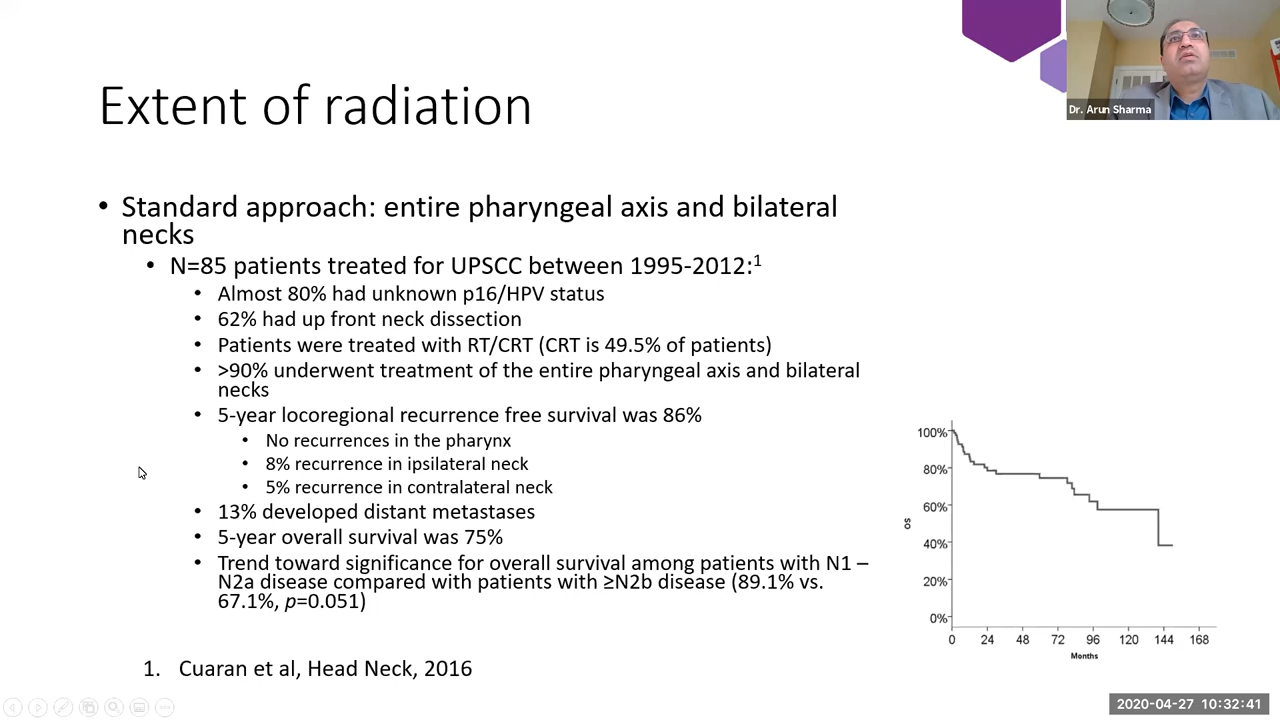 Extent of radiation
Dr. Arun Sharma
• Standard approach: entire pharyngeal axis and bilateral
necks
• N=85 patients treated for UPSCC between 1995-2012:¹
• Almost 80% had unknown p16/HPV status
• 62% had up front neck dissection
• Patients were treated with RT/CRT (CRT is 49.5% of patients)
• >90% underwent treatment of the entire pharyngeal axis and bilateral
necks
• 5-year locoregional recurrence free survival was 86%
• No recurrences in the pharynx
• 8% recurrence in ipsilateral neck
• 5% recurrence in contralateral neck
• 13% developed distant metastases
• 5-year overall survival was 75%
• Trend toward significance for overall survival among patients with N1 –
N2a disease compared with patients with ≥N2b disease (89.1% vs.
67.1%, p=0.051)
1. Cuaran et al, Head Neck, 2016
100%
80%
60%
40%
20%
0%
OS
0 24 48 72 96 120 144 168
Months
2020-04-27 10:32:41